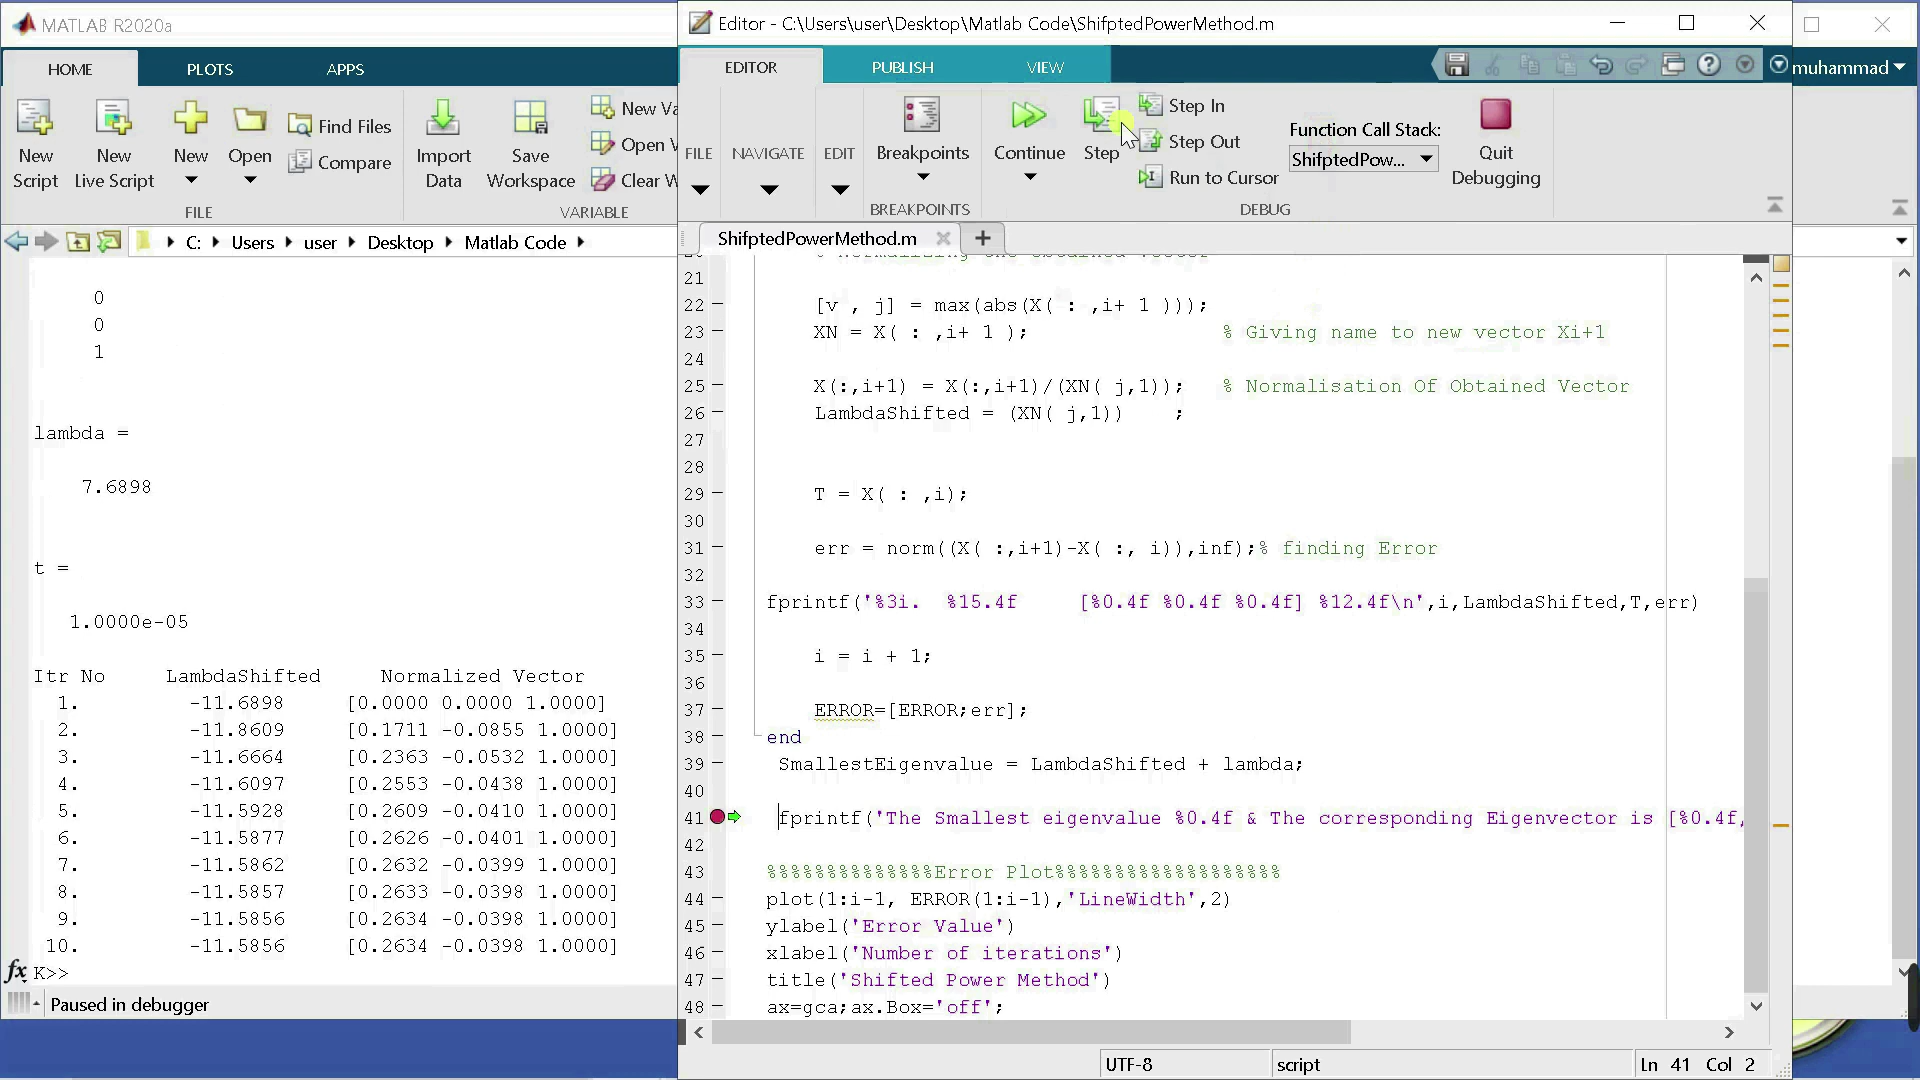 MATLAB R2020a
HOME PLOTS APPS
New Script
New Live Script
New
Open
Find Files
Compare
Import Data
Save Workspace
New Va
Open V
Clear W
FILE
VARIABLE
C: Users user Desktop Matlab Code
0
0
1
lambda =
7.6898
t =
1.0000e-05
Itr No LambdaShifted Normalized Vector
1. -11.6898 [0.0000 0.0000 1.0000]
2. -11.8609 [0.1711 -0.0855 1.0000]
3. -11.6664 [0.2363 -0.0532 1.0000]
4. -11.6097 [0.2553 -0.0438 1.0000]
5. -11.5928 [0.2609 -0.0410 1.0000]
6. -11.5877 [0.2626 -0.0401 1.0000]
7. -11.5862 [0.2632 -0.0399 1.0000]
8. -11.5857 [0.2633 -0.0398 1.0000]
9. -11.5856 [0.2634 -0.0398 1.0000]
10. -11.5856 [0.2634 -0.0398 1.0000]
fx K>>
Paused in debugger
Editor - C:\Users\user\Desktop\Matlab Code\ShifptedPowerMethod.m
EDITOR PUBLISH VIEW
muhammad
FILE
NAVIGATE
EDIT
Breakpoints
BREAKPOINTS
Continue
Step
Step In
Step Out
Run to Cursor
Function Call Stack:
ShifptedPow...
Quit Debugging
DEBUG
ShifptedPowerMethod.m
21
22 [v , j] = max(abs(X( : ,i+ 1 )));
23 XN = X( : ,i+ 1 ); % Giving name to new vector Xi+1
24
25 X(:,i+1) = X(:,i+1)/(XN( j,1)); % Normalisation Of Obtained Vector
26 LambdaShifted = (XN( j,1)) ;
27
28
29 T = X( : ,i);
30
31 err = norm((X( :,i+1)-X( :, i)),inf);% finding Error
32
33 fprintf('%3i. %15.4f [%0.4f %0.4f %0.4f] %12.4f\n',i,LambdaShifted,T,err)
34
35 i = i + 1;
36
37 ERROR=[ERROR;err];
38 end
39 SmallestEigenvalue = LambdaShifted + lambda;
40
41 fprintf('The Smallest eigenvalue %0.4f & The corresponding Eigenvector is [%0.4f,
42
43 %%%%%%%%%%%%%%Error Plot%%%%%%%%%%%%%%%%%%%
44 plot(1:i-1, ERROR(1:i-1),'LineWidth',2)
45 ylabel('Error Value')
46 xlabel('Number of iterations')
47 title('Shifted Power Method')
48 ax=gca;ax.Box='off';
UTF-8 script Ln 41 Col 2